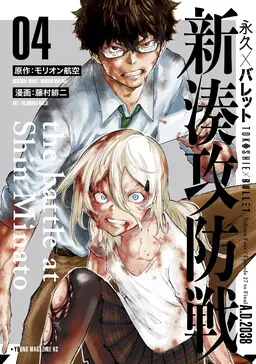 04
原作：モリオン航空
漫画：藤村緋二
永久×バレット
TOKOSHIE×BULLET
新湊攻防戦
the battle at
Shin-Minato
A.D.2038
YOUNG MAGAZINE KC